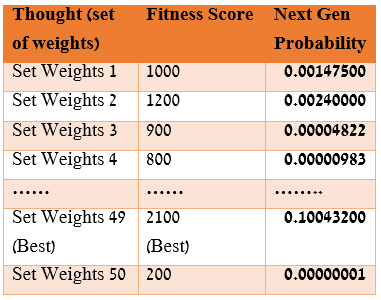 Thought (set of weights) Fitness Score Next Gen Probability
Set Weights 1 1000 0.00147500
Set Weights 2 1200 0.00240000
Set Weights 3 900 0.00004822
Set Weights 4 800 0.00000983
...... ...... ........
Set Weights 49 (Best) 2100 (Best) 0.10043200
Set Weights 50 200 0.00000001